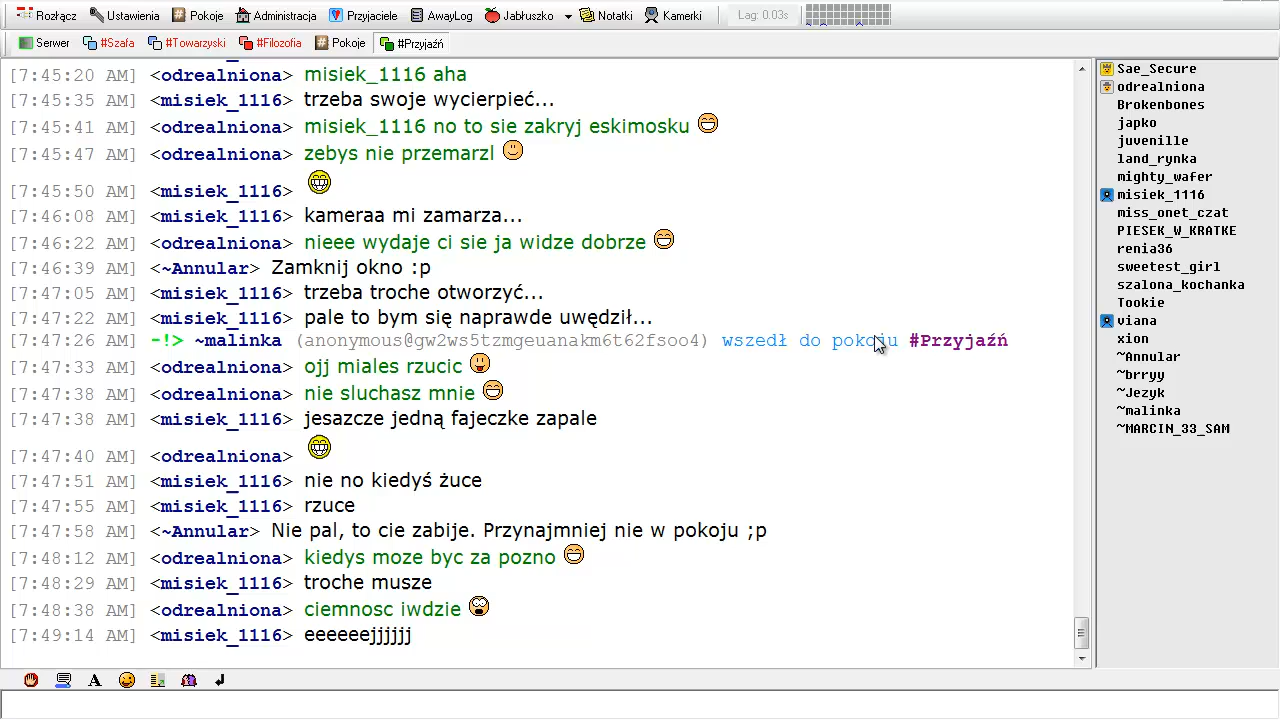 Rozłącz Ustawienia Pokoje Administracja Przyjaciele AwayLog Jabłuszko Notatki Kamerki Lag: 0.03s
Serwer #Szafa #Towarzyski #Filozofia Pokoje #Przyjaźń
[7:45:20 AM] <odrealniona> misiek_1116 aha
[7:45:35 AM] <misiek_1116> trzeba swoje wycierpieć...
[7:45:41 AM] <odrealniona> misiek_1116 no to sie zakryj eskimosku
[7:45:47 AM] <odrealniona> zebys nie przemarzl
[7:45:50 AM] <misiek_1116>
[7:46:08 AM] <misiek_1116> kameraa mi zamarza...
[7:46:22 AM] <odrealniona> nieee wydaje ci sie ja widze dobrze
[7:46:39 AM] <~Annular> Zamknij okno :p
[7:47:05 AM] <misiek_1116> trzeba troche otworzyć...
[7:47:22 AM] <misiek_1116> pale to bym się naprawde uwędził...
[7:47:26 AM] -!> ~malinka (anonymous@gw2ws5tzmgeuanakm6t62fsoo4) wszedł do pokoju #Przyjaźń
[7:47:33 AM] <odrealniona> ojj miales rzucic
[7:47:38 AM] <odrealniona> nie sluchasz mnie
[7:47:38 AM] <misiek_1116> jesaszcze jedną fajeczke zapale
[7:47:40 AM] <odrealniona>
[7:47:51 AM] <misiek_1116> nie no kiedyś żuce
[7:47:55 AM] <misiek_1116> rzuce
[7:47:58 AM] <~Annular> Nie pal, to cie zabije. Przynajmniej nie w pokoju ;p
[7:48:12 AM] <odrealniona> kiedys moze byc za pozno
[7:48:29 AM] <misiek_1116> troche musze
[7:48:38 AM] <odrealniona> ciemnosc iwdzie
[7:49:14 AM] <misiek_1116> eeeeeejjjjjj
Sae_Secure
odrealniona
Brokenbones
japko
juvenille
land_rynka
mighty_wafer
misiek_1116
miss_onet_czat
PIESEK_W_KRATKE
renia36
sweetest_girl
szalona_kochanka
Tookie
viana
xion
~Annular
~brryy
~Jezyk
~malinka
~MARCIN_33_SAM